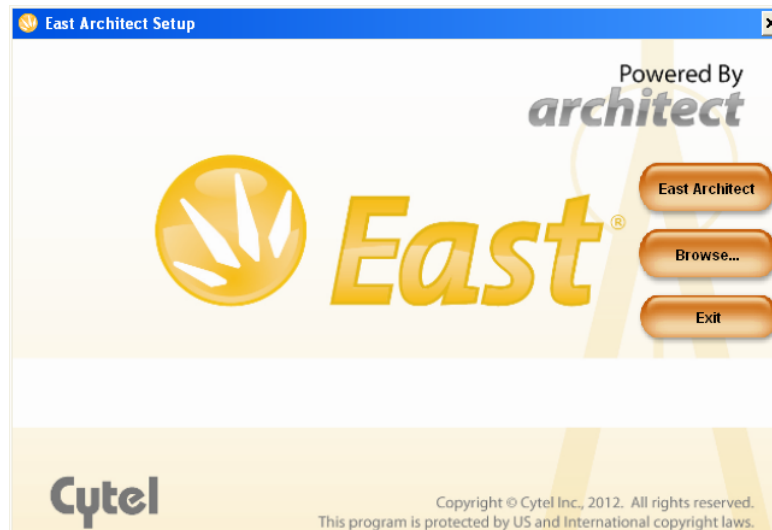 East Architect Setup
Powered By
architect
East®
East Architect
Browse...
Exit
Cytel
Copyright © Cytel Inc., 2012. All rights reserved.
This program is protected by US and International copyright laws.